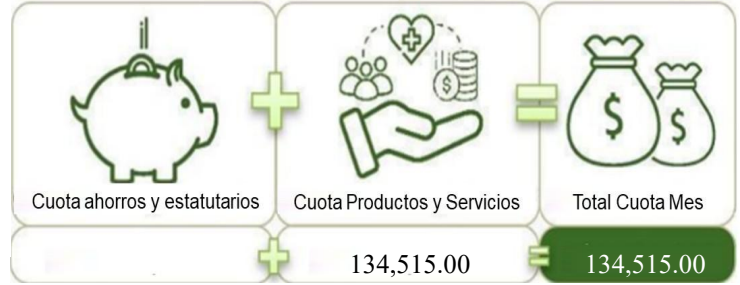 Cuota ahorros y estatutarios
Cuota Productos y Servicios
Total Cuota Mes
134,515.00
134,515.00